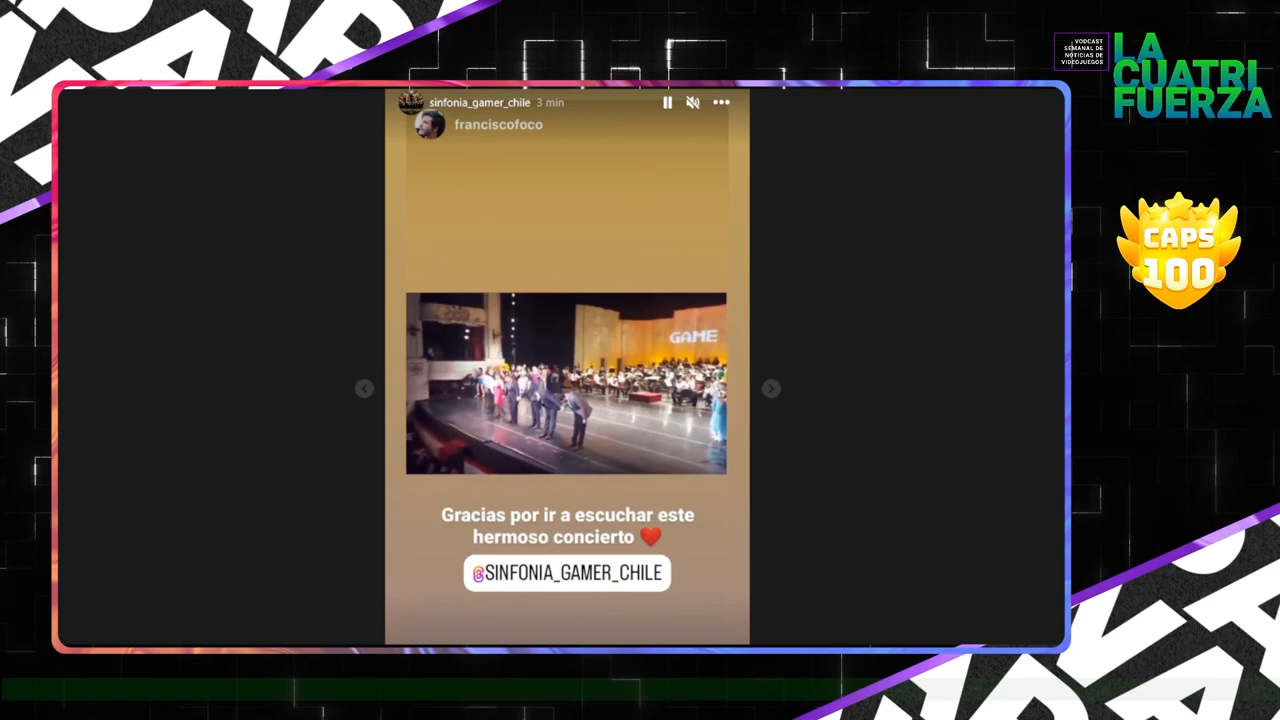 VODCAST
SEMANAL DE
NOTICIAS DE
VIDEOJUEGOS
LA
CUATRI
FUERZA
sinfonia_gamer_chile 3 min
franciscofoco
CAPS
100
GAME
Gracias por ir a escuchar este
hermoso concierto ❤️
@SINFONIA_GAMER_CHILE